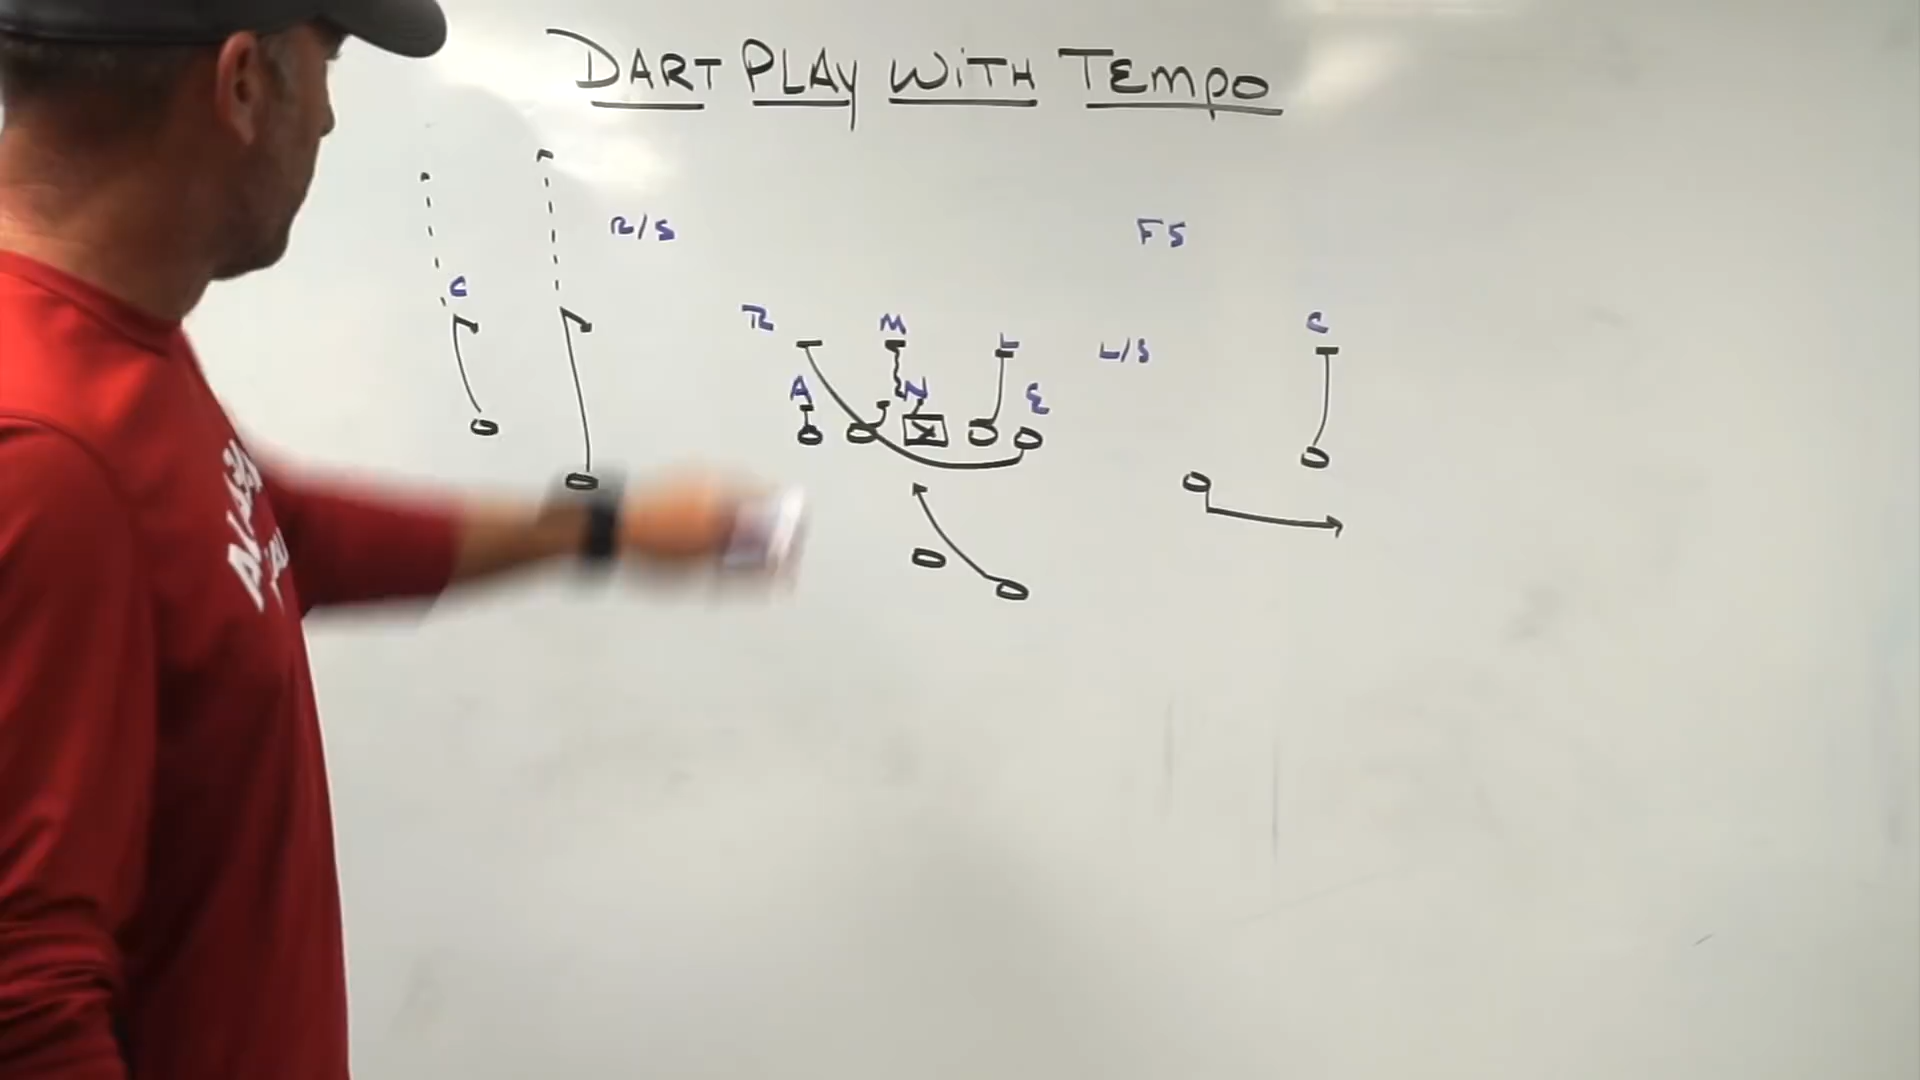 DART PLAY WITH TEMPO
R/S FS
C
R M L C
L/S
A N E
X